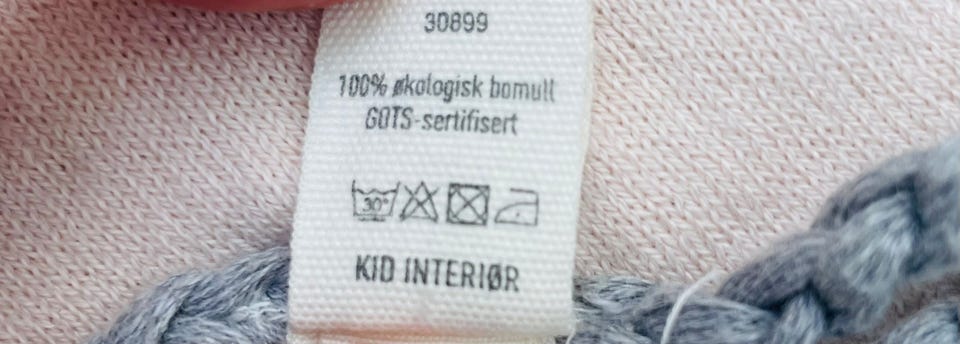 30899
100% økologisk bomull
GOTS-sertifisert
30°
KID INTERIØR